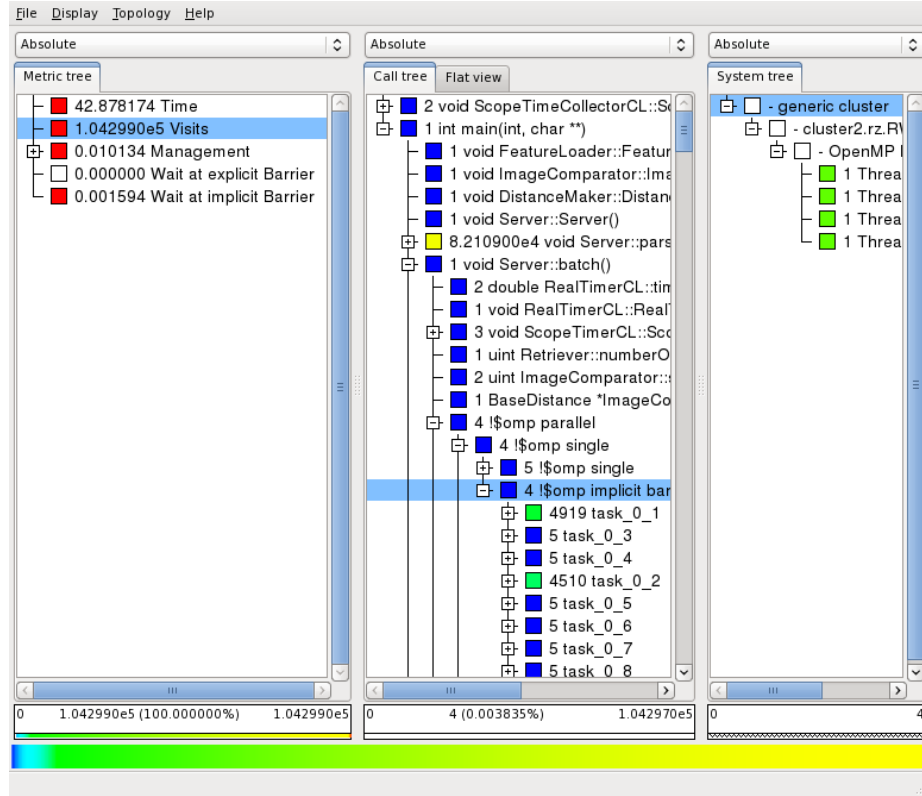 File Display Topology Help
Absolute
Absolute
Absolute
Metric tree
Call tree Flat view
System tree
42.878174 Time
1.042990e5 Visits
0.010134 Management
0.000000 Wait at explicit Barrier
0.001594 Wait at implicit Barrier
2 void ScopeTimeCollectorCL::
1 int main(int, char **)
1 void FeatureLoader::Featur
1 void ImageComparator::Ima
1 void DistanceMaker::Distan
1 void Server::Server()
8.210900e4 void Server::pars
1 void Server::batch()
2 double RealTimerCL::tim
1 void RealTimerCL::Real
3 void ScopeTimerCL::Sco
1 uint Retriever::numberO
2 uint ImageComparator::
1 BaseDistance *ImageCo
4 !$omp parallel
4 !$omp single
5 !$omp single
4 !$omp implicit bar
4919 task_0_1
5 task_0_3
5 task_0_4
4510 task_0_2
5 task_0_5
5 task_0_6
5 task_0_7
5 task_0_8
- generic cluster
- cluster2.rz.RW
- OpenMP
1 Threa
1 Threa
1 Threa
1 Threa
0 1.042990e5 (100.000000%) 1.042990e5
0 4 (0.003835%) 1.042970e5
0 4